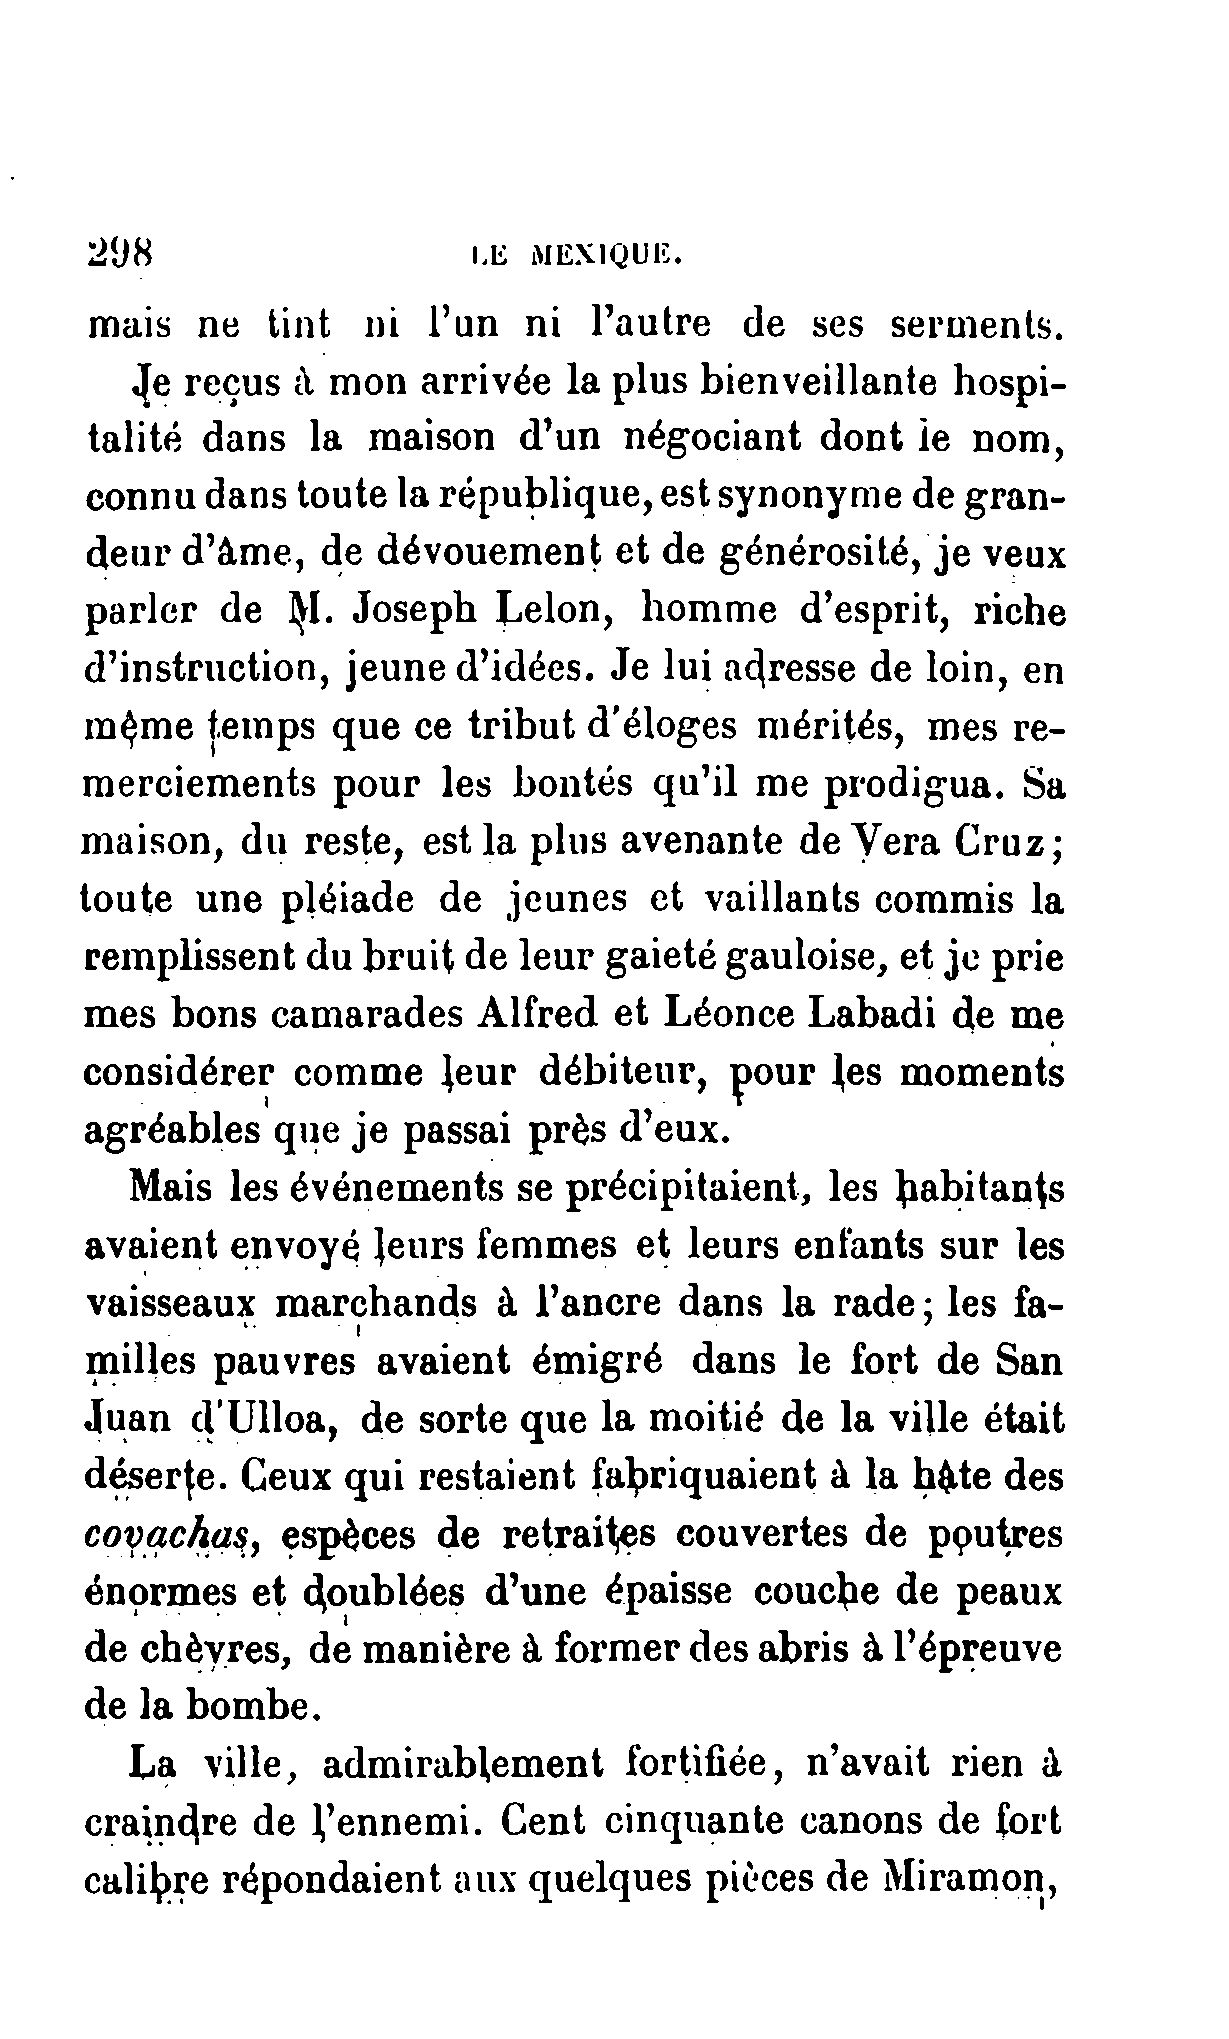 298 LE MEXIQUE.
mais ne tint ni l'un ni l'autre de ses serments.
Je reçus à mon arrivée la plus bienveillante hospi-
talité dans la maison d'un négociant dont le nom,
connu dans toute la république, est synonyme de gran-
deur d'âme, de dévouement et de générosité, je veux
parler de M. Joseph Lelon, homme d'esprit, riche
d'instruction, jeune d'idées. Je lui adresse de loin, en
même temps que ce tribut d'éloges mérités, mes re-
merciements pour les bontés qu'il me prodigua. Sa
maison, du reste, est la plus avenante de Vera Cruz;
toute une pléiade de jeunes et vaillants commis la
remplissent du bruit de leur gaieté gauloise, et je prie
mes bons camarades Alfred et Léonce Labadi de me
considérer comme leur débiteur, pour les moments
agréables que je passai près d'eux.
Mais les événements se précipitaient, les habitants
avaient envoyé leurs femmes et leurs enfants sur les
vaisseaux marchands à l'ancre dans la rade; les fa-
milles pauvres avaient émigré dans le fort de San
Juan d'Ulloa, de sorte que la moitié de la ville était
déserte. Ceux qui restaient fabriquaient à la hâte des
covachas, espèces de retraites couvertes de poutres
énormes et doublées d'une épaisse couche de peaux
de chèvres, de manière à former des abris à l'épreuve
de la bombe.
La ville, admirablement fortifiée, n'avait rien à
craindre de l'ennemi. Cent cinquante canons de fort
calibre répondaient aux quelques pièces de Miramon,